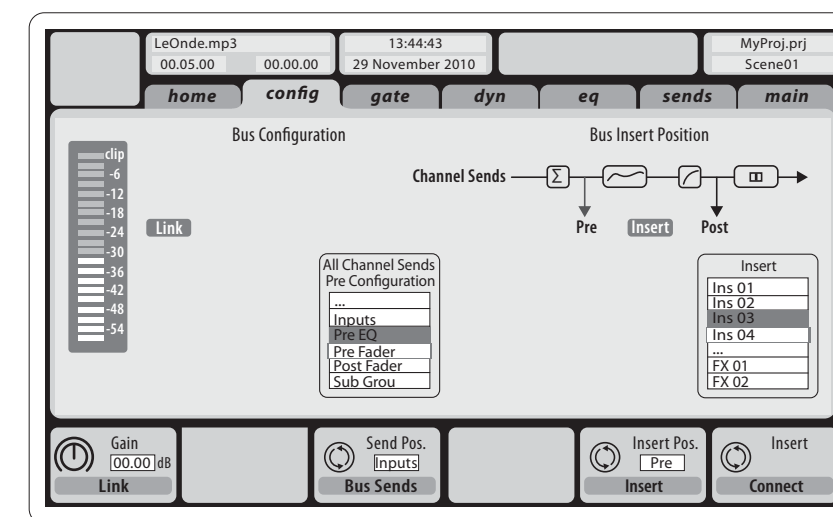 LeOnde.mp3
00.05.00 00.00.00
13:44:43
29 November 2010
MyProj.prj
Scene01
home config gate dyn eq sends main
Bus Configuration
Bus Insert Position
clip
-6
-12
-18
-24
-30
-36
-42
-48
-54
Link
Channel Sends Σ
Pre Insert Post
All Channel Sends
Pre Configuration
...
Inputs
Pre EQ
Pre Fader
Post Fader
Sub Grou
Insert
Ins 01
Ins 02
Ins 03
Ins 04
...
FX 01
FX 02
Gain
00.00 dB
Link
Send Pos.
Inputs
Bus Sends
Insert Pos.
Pre
Insert
Insert
Connect